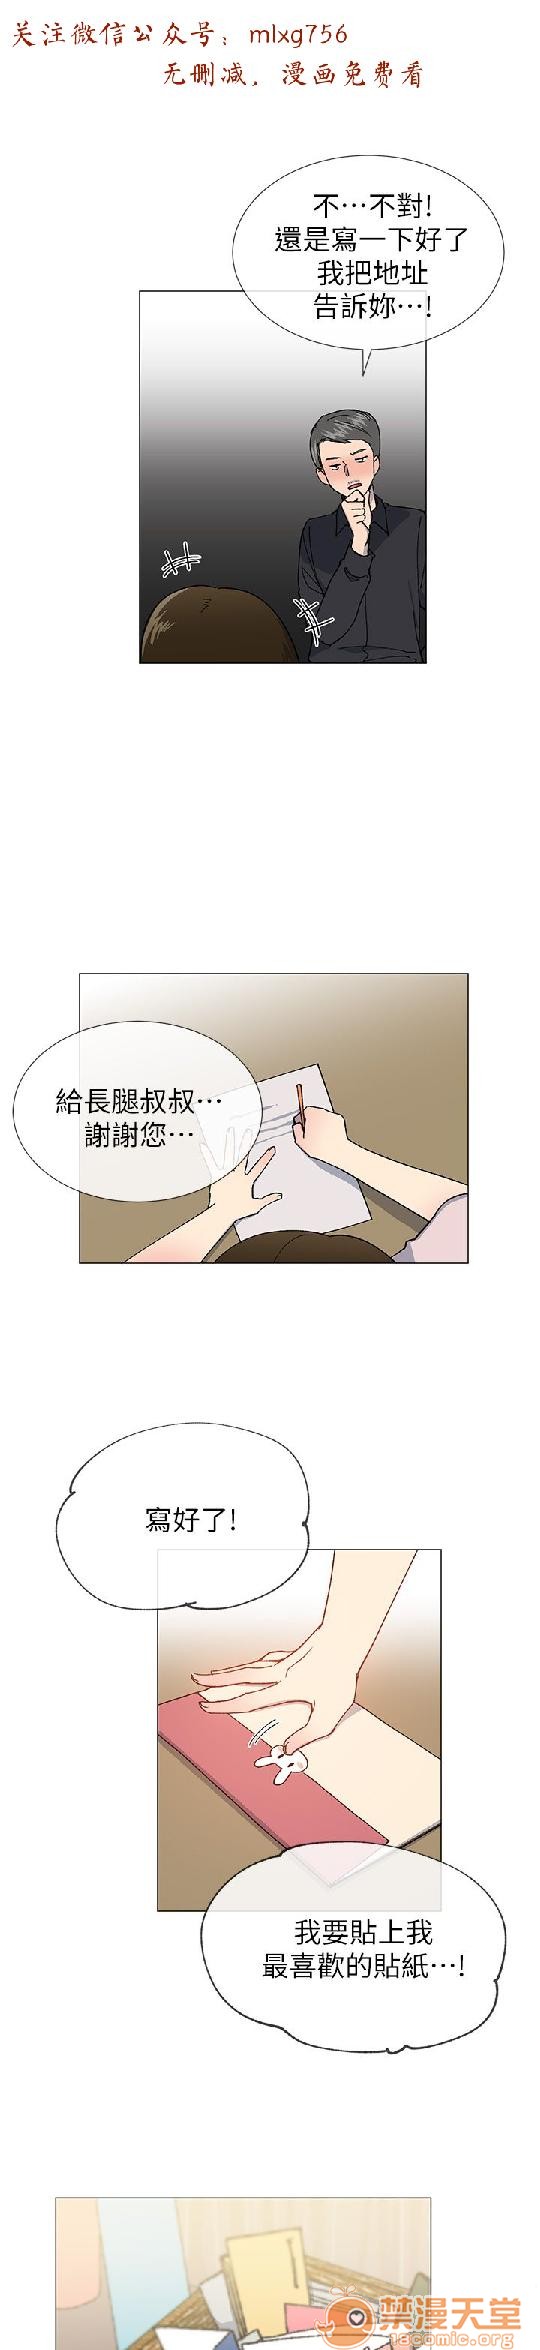 关注微信公众号：mlxg756
无删减．漫画免费看
不…不對!
還是寫一下好了
我把地址
告訴妳…!
給長腿叔叔…
謝謝您…
寫好了!
我要貼上我
最喜歡的貼紙…!
禁漫天堂
1acomic.org